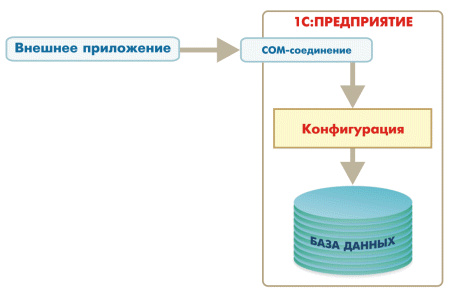 1С:ПРЕДПРИЯТИЕ
Внешнее приложение
COM-соединение
Конфигурация
БАЗА ДАННЫХ